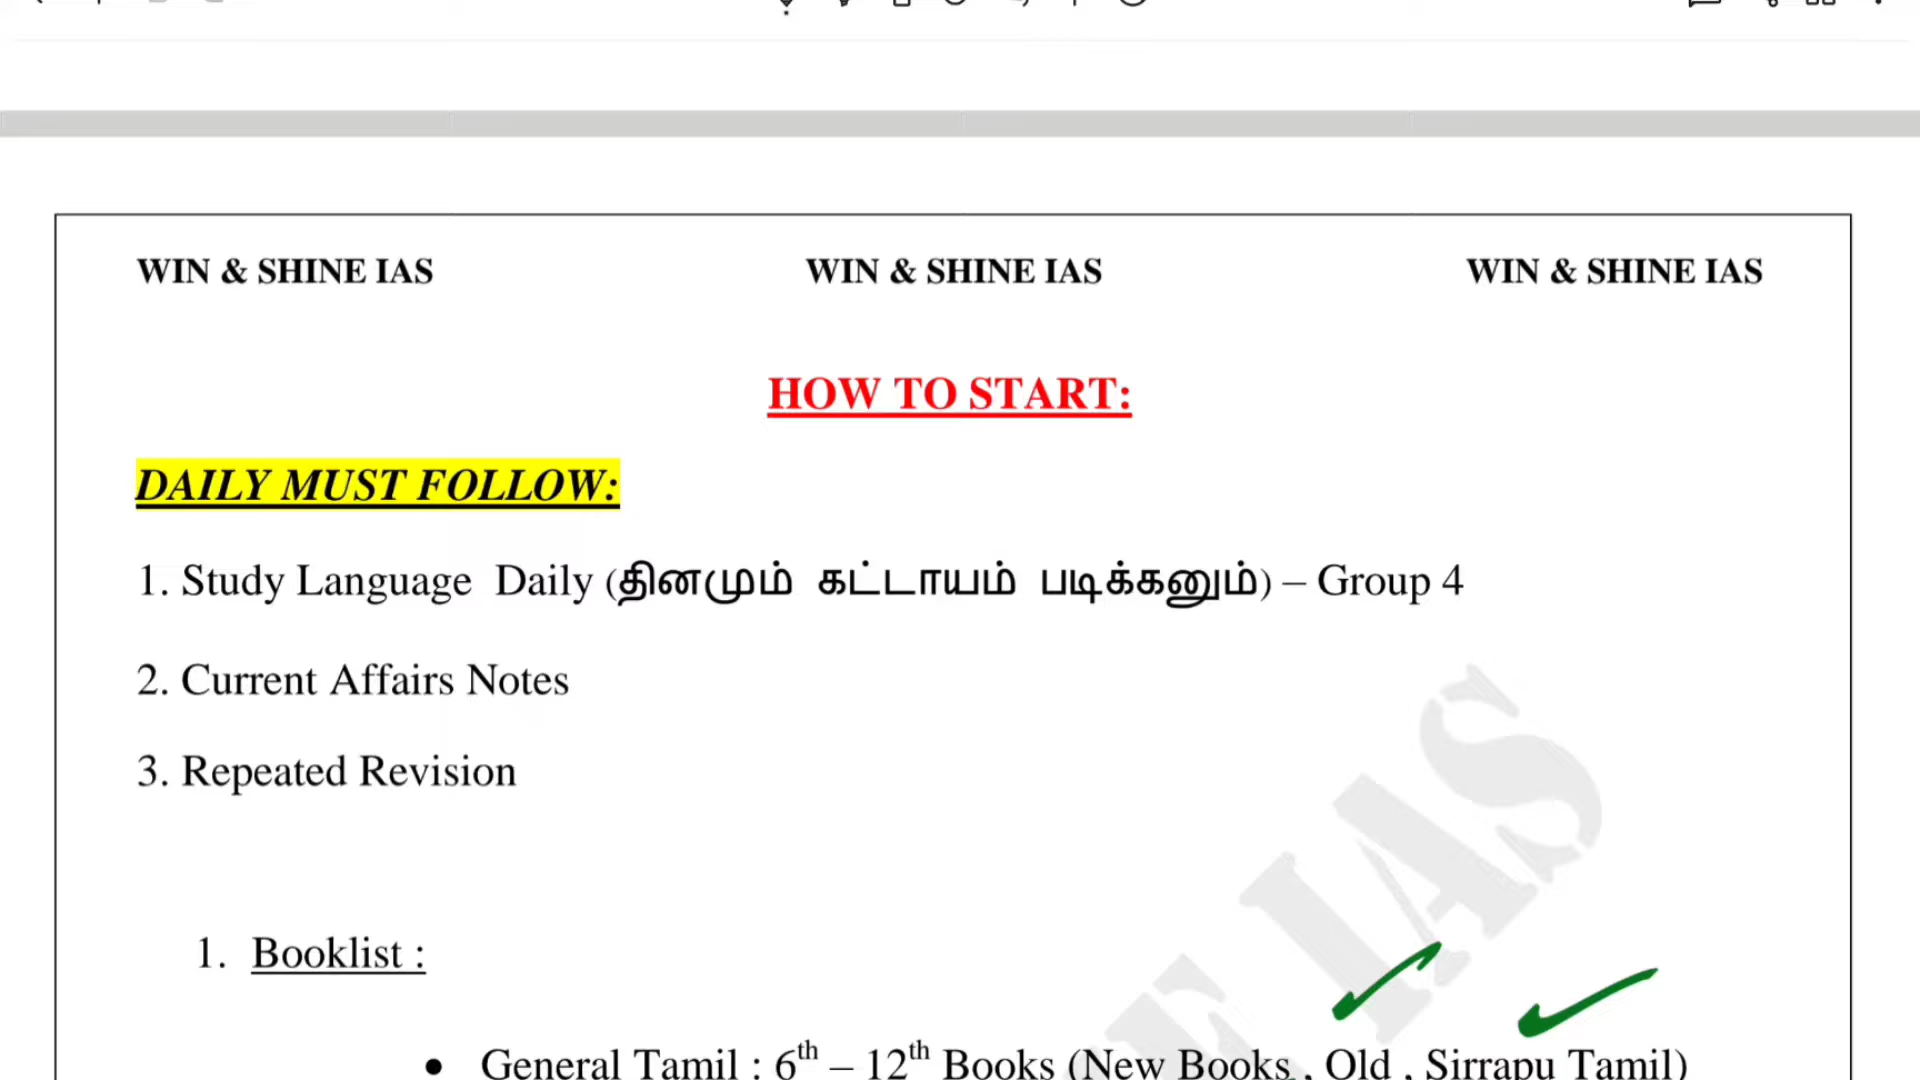 WIN & SHINE IAS WIN & SHINE IAS WIN & SHINE IAS
HOW TO START:
DAILY MUST FOLLOW:
1. Study Language Daily (தினமும் கட்டாயம் படிக்கனும்) – Group 4
2. Current Affairs Notes
3. Repeated Revision
1. Booklist :
• General Tamil : 6th – 12th Books (New Books , Old , Sirrapu Tamil)
E IAS